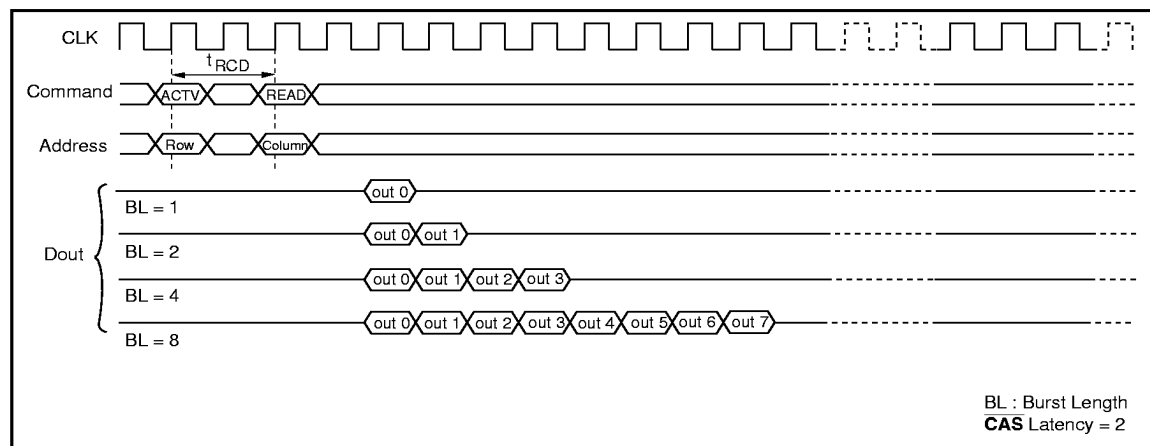 CLK
tRCD
Command ACTV READ
Address Row Column
Dout
out 0
BL = 1
out 0 out 1
BL = 2
out 0 out 1 out 2 out 3
BL = 4
out 0 out 1 out 2 out 3 out 4 out 5 out 6 out 7
BL = 8
BL : Burst Length
CAS Latency = 2